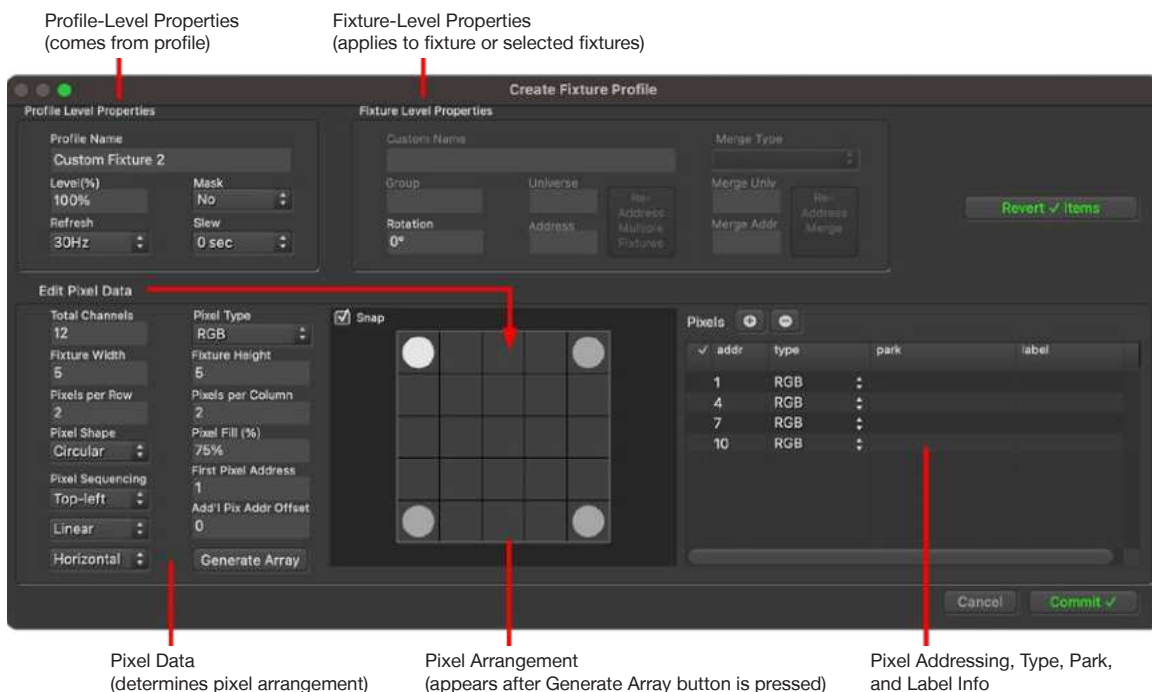 Profile-Level Properties
(comes from profile)
Fixture-Level Properties
(applies to fixture or selected fixtures)
Create Fixture Profile
Profile Level Properties
Profile Name
Custom Fixture 2
Level(%)
100%
Mask
No
Refresh
30Hz
Slew
0 sec
Fixture Level Properties
Custom Name
Group
Universe
Rotation
0°
Address
Re-
Address
Multiple
Fixtures
Merge Type
Merge Univ
Merge Addr
Re-
Address
Merge
Revert ✓ Items
Edit Pixel Data
Total Channels
12
Pixel Type
RGB
Fixture Width
5
Fixture Height
5
Pixels per Row
2
Pixels per Column
2
Pixel Shape
Circular
Pixel Fill (%)
75%
Pixel Sequencing
Top-left
Linear
Horizontal
First Pixel Address
1
Add'l Pix Addr Offset
0
Generate Array
Snap
Pixels
✓ addr type park label
1 RGB
4 RGB
7 RGB
10 RGB
Cancel
Commit ✓
Pixel Data
(determines pixel arrangement)
Pixel Arrangement
(appears after Generate Array button is pressed)
Pixel Addressing, Type, Park,
and Label Info